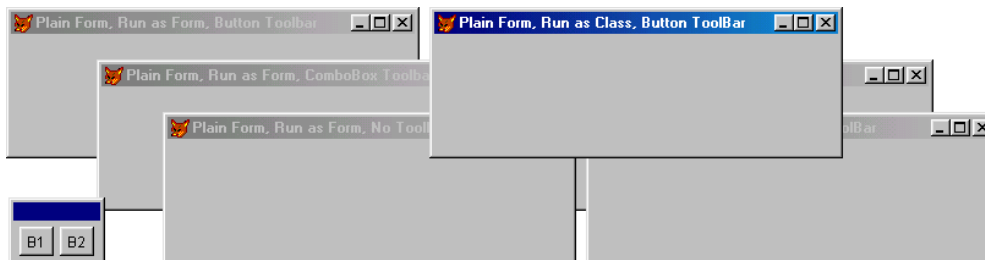 Plain Form, Run as Form, Button Toolbar
Plain Form, Run as Class, Button ToolBar
Plain Form, Run as Form, ComboBox Toolba
Plain Form, Run as Form, No Tool
olBar
B1 B2